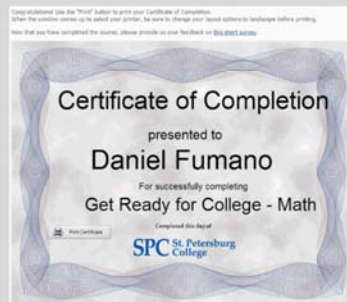 Congratulations! Use the "Print" button to print your Certificate of Completion.
When the window comes up to select your printer, be sure to change your layout options to landscape before printing.
Now that you have completed the course, please provide us your feedback on this short survey.
Certificate of Completion
presented to
Daniel Fumano
For successfully completing
Get Ready for College - Math
Print Certificate
Completed this day of
SPC St. Petersburg
College